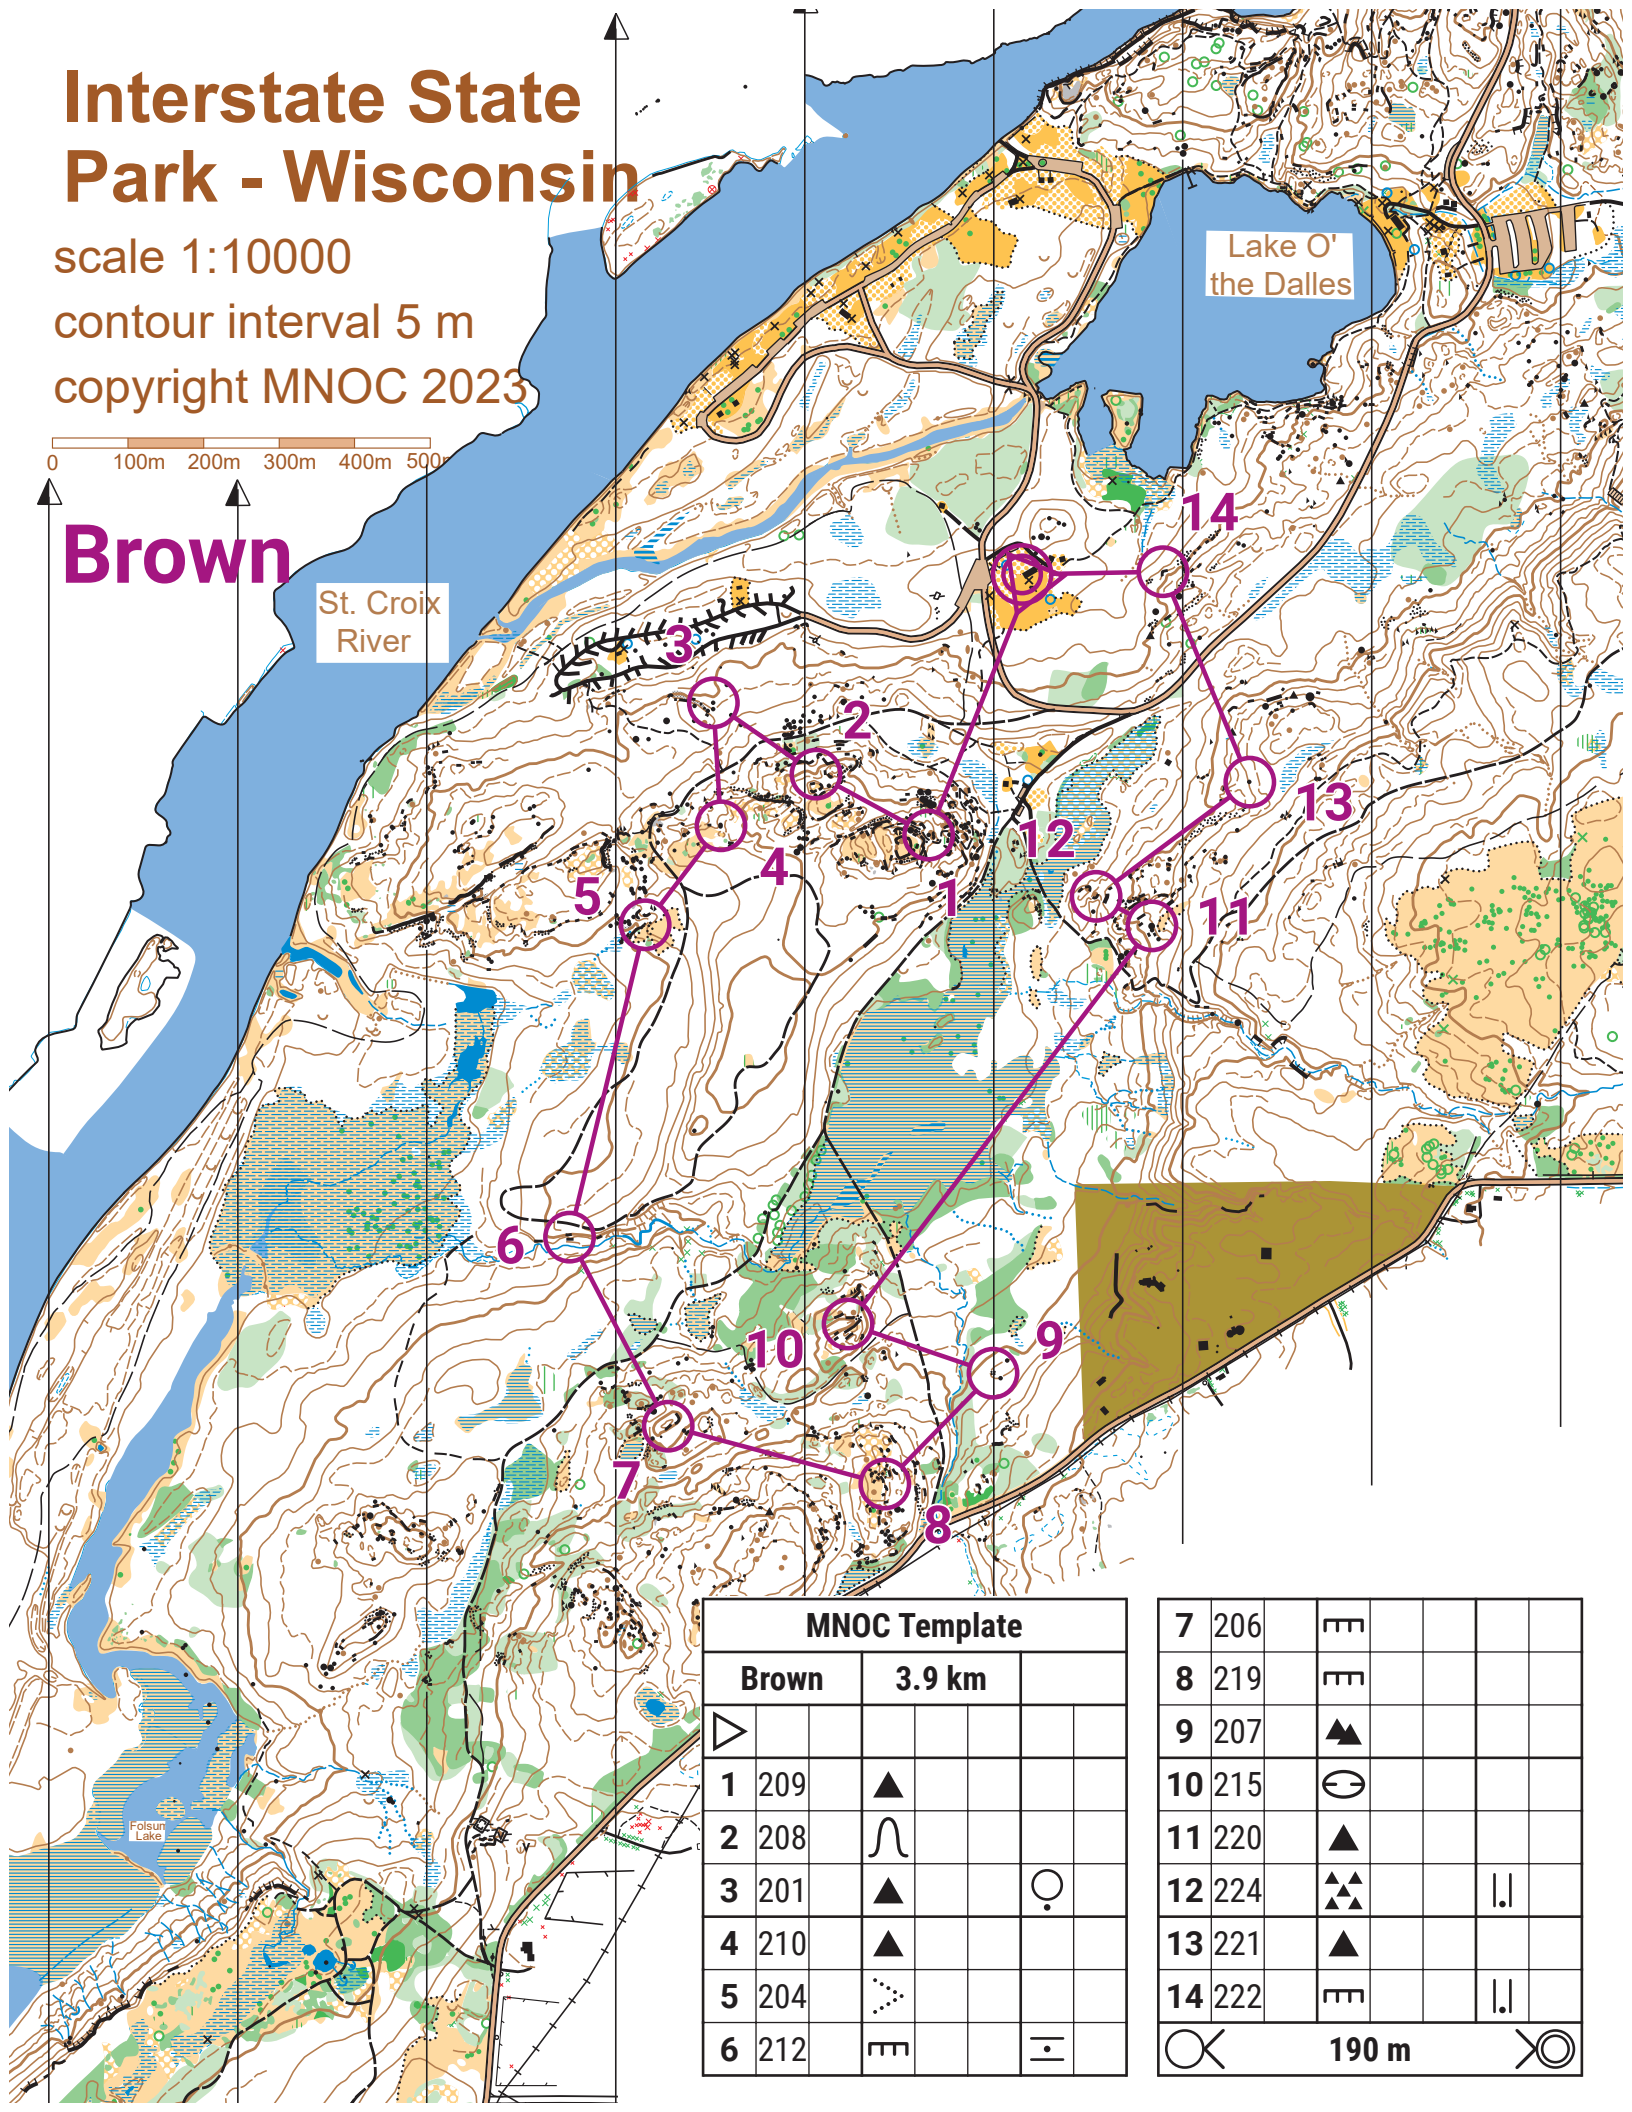 Interstate State
Park - Wisconsin
scale 1:10000
contour interval 5 m
copyright MNOC 2023
0 100m 200m 300m 400m 500m
Brown
St. Croix
River
Lake O'
the Dalles
14
3
2
13
12
4
5
1
11
6
9
10
7
8
Folsum
Lake
MNOC Template
Brown 3.9 km
1 209
2 208
3 201
4 210
5 204
6 212
7 206
8 219
9 207
10 215
11 220
12 224
13 221
14 222
190 m